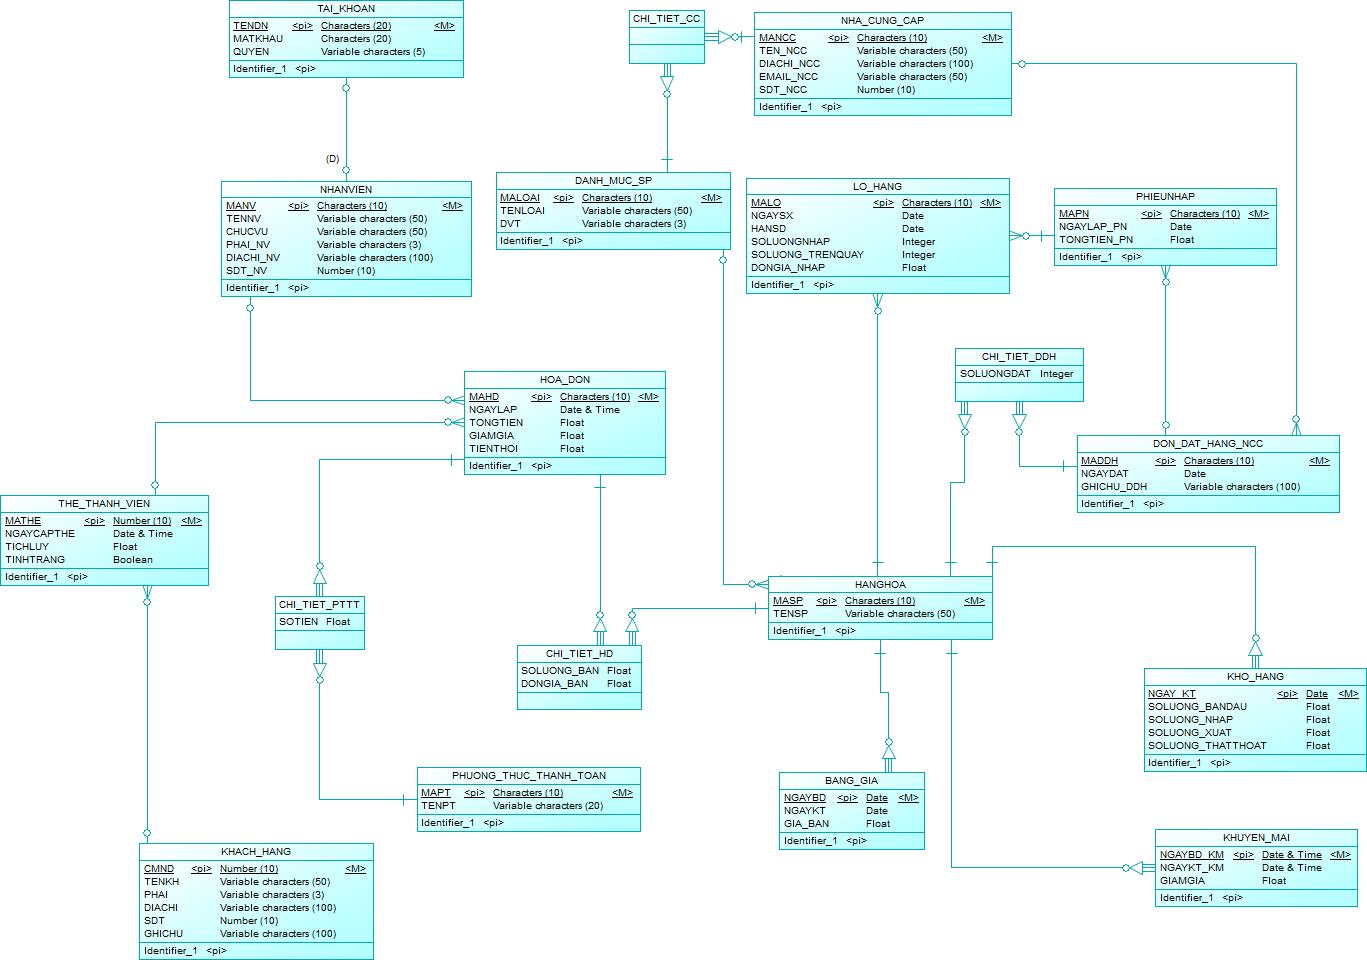 TAI_KHOAN
TENDN <pi> Characters (20) <M>
MATKHAU Characters (20)
QUYEN Variable characters (5)
Identifier_1 <pi>
CHI_TIET_CC
NHA_CUNG_CAP
MANCC <pi> Characters (10) <M>
TEN_NCC Variable characters (50)
DIACHI_NCC Variable characters (100)
EMAIL_NCC Variable characters (50)
SDT_NCC Number (10)
Identifier_1 <pi>
(D)
NHANVIEN
MANV <pi> Characters (10) <M>
TENNV Variable characters (50)
CHUCVU Variable characters (50)
PHAI_NV Variable characters (3)
DIACHI_NV Variable characters (100)
SDT_NV Number (10)
Identifier_1 <pi>
DANH_MUC_SP
MALOAI <pi> Characters (10) <M>
TENLOAI Variable characters (50)
DVT Variable characters (3)
Identifier_1 <pi>
LO_HANG
MALO <pi> Characters (10) <M>
NGAYSX Date
HANSD Date
SOLUONGNHAP Integer
SOLUONG_TRENQUAY Integer
DONGIA_NHAP Float
Identifier_1 <pi>
PHIEUNHAP
MAPN <pi> Characters (10) <M>
NGAYLAP_PN Date
TONGTIEN_PN Float
Identifier_1 <pi>
CHI_TIET_DDH
SOLUONGDAT Integer
HOA_DON
MAHD <pi> Characters (10) <M>
NGAYLAP Date & Time
TONGTIEN Float
GIAMGIA Float
TIENTHOI Float
Identifier_1 <pi>
DON_DAT_HANG_NCC
MADDH <pi> Characters (10) <M>
NGAYDAT Date
GHICHU_DDH Variable characters (100)
Identifier_1 <pi>
THE_THANH_VIEN
MATHE <pi> Number (10) <M>
NGAYCAPTHE Date & Time
TICHLUY Float
TINHTRANG Boolean
Identifier_1 <pi>
HANGHOA
MASP <pi> Characters (10) <M>
TENSP Variable characters (50)
Identifier_1 <pi>
CHI_TIET_PTTT
SOTIEN Float
CHI_TIET_HD
SOLUONG_BAN Float
DONGIA_BAN Float
KHO_HANG
NGAY_KT <pi> Date <M>
SOLUONG_BANDAU Float
SOLUONG_NHAP Float
SOLUONG_XUAT Float
SOLUONG_THATTHOAT Float
Identifier_1 <pi>
PHUONG_THUC_THANH_TOAN
MAPT <pi> Characters (10) <M>
TENPT Variable characters (20)
Identifier_1 <pi>
BANG_GIA
NGAYBD <pi> Date <M>
NGAYKT Date
GIA_BAN Float
Identifier_1 <pi>
KHUYEN_MAI
NGAYBD_KM <pi> Date & Time <M>
NGAYKT_KM Date & Time
GIAMGIA Float
Identifier_1 <pi>
KHACH_HANG
CMND <pi> Number (10) <M>
TENKH Variable characters (50)
PHAI Variable characters (3)
DIACHI Variable characters (100)
SDT Number (10)
GHICHU Variable characters (100)
Identifier_1 <pi>